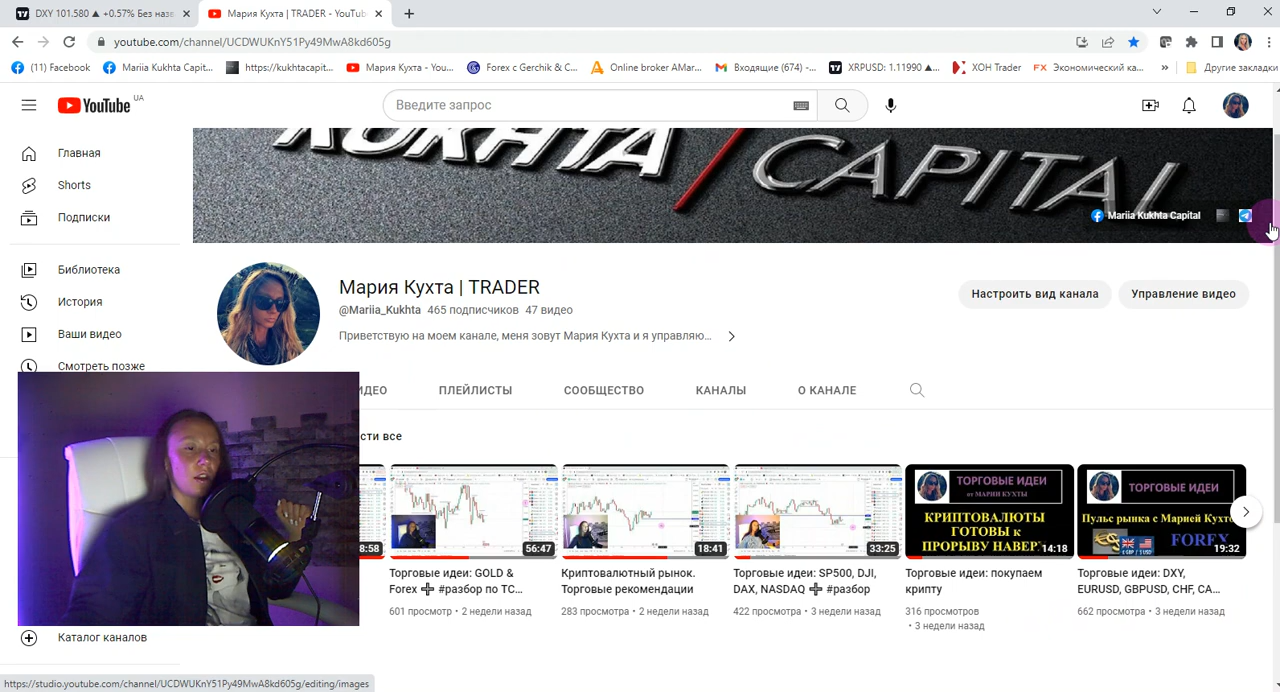 DXY 101.580 ▲ +0.57% Без назв
Мария Кухта | TRADER - YouTub
youtube.com/channel/UCDWUKnY51Py49MwA8kd605g
(11) Facebook
Mariia Kukhta Capit...
https://kukhtacapit...
Мария Кухта - You...
Forex с Gerchik & C...
Online broker AMar...
Входящие (674) -...
XRPUSD: 1.11990 ▲...
XOH Trader
FX Экономический ка...
»
Другие закладки
YouTube UA
Введите запрос
Главная
Shorts
Подписки
Библиотека
История
Ваши видео
Смотреть позже
Каталог каналов
KUKHTA/CAPITAL
Mariia Kukhta Capital
Мария Кухта | TRADER
@Mariia_Kukhta 465 подписчиков 47 видео
Приветствую на моем канале, меня зовут Мария Кухта и я управляю...
Настроить вид канала
Управление видео
ИДЕО
ПЛЕЙЛИСТЫ
СООБЩЕСТВО
КАНАЛЫ
О КАНАЛЕ
сти все
8:58
56:47
Торговые идеи: GOLD &
Forex ➕ #разбор по ТС...
601 просмотр • 2 недели назад
18:41
Криптовалютный рынок.
Торговые рекомендации
283 просмотра • 2 недели назад
33:25
Торговые идеи: SP500, DJI,
DAX, NASDAQ ➕ #разбор
422 просмотра • 3 недели назад
ТОРГОВЫЕ ИДЕИ
от МАРИИ КУХТЫ
КРИПТОВАЛЮТЫ
ГОТОВЫ к
ПРОРЫВУ НАВЕР
14:18
Торговые идеи: покупаем
крипту
316 просмотров
• 3 недели назад
ТОРГОВЫЕ ИДЕИ
Пульс рынка с Марией Кухто
£ GBP / $ USD
FOREX
19:32
Торговые идеи: DXY,
EURUSD, GBPUSD, CHF, CA...
662 просмотра • 3 недели назад
https://studio.youtube.com/channel/UCDWUKnY51Py49MwA8kd605g/editing/images